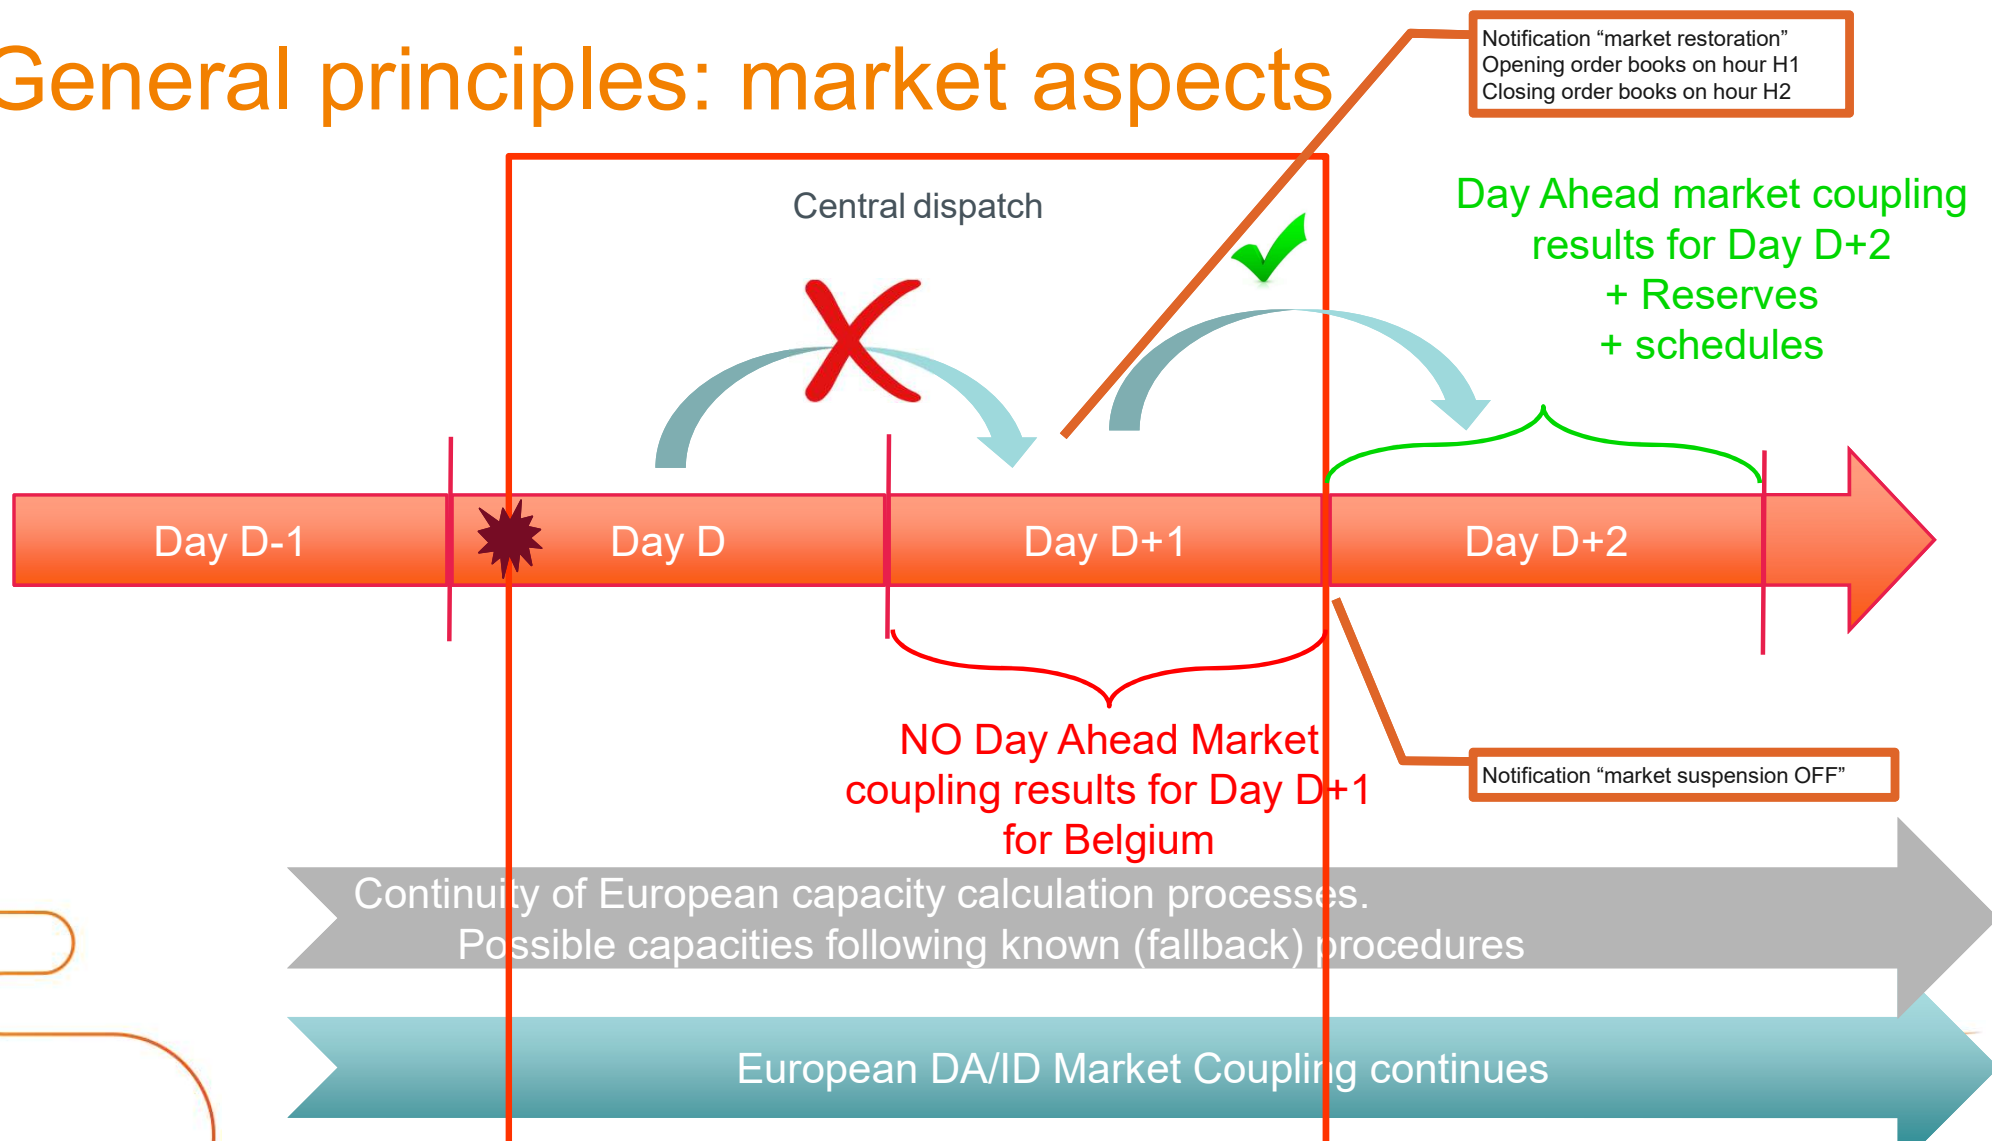 General principles: market aspects
Notification “market restoration”
Opening order books on hour H1
Closing order books on hour H2
Central dispatch
Day Ahead market coupling
results for Day D+2
+ Reserves
+ schedules
Day D-1
Day D
Day D+1
Day D+2
NO Day Ahead Market
coupling results for Day D+1
for Belgium
Notification “market suspension OFF”
Continuity of European capacity calculation processes.
Possible capacities following known (fallback) procedures
European DA/ID Market Coupling continues